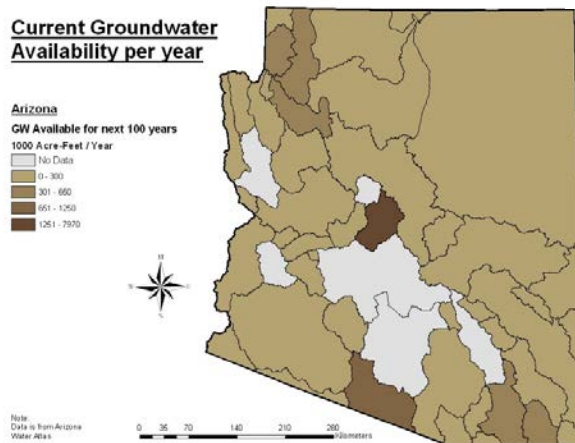 Current Groundwater
Availability per year
Arizona
GW Available for next 100 years
1000 Acre-Feet / Year
No Data
0 - 300
301 - 650
651 - 1250
1251 - 7970
N
S
Note:
Data is from Arizona
Water Atlas
0 35 70 140 210 280
Kilometers